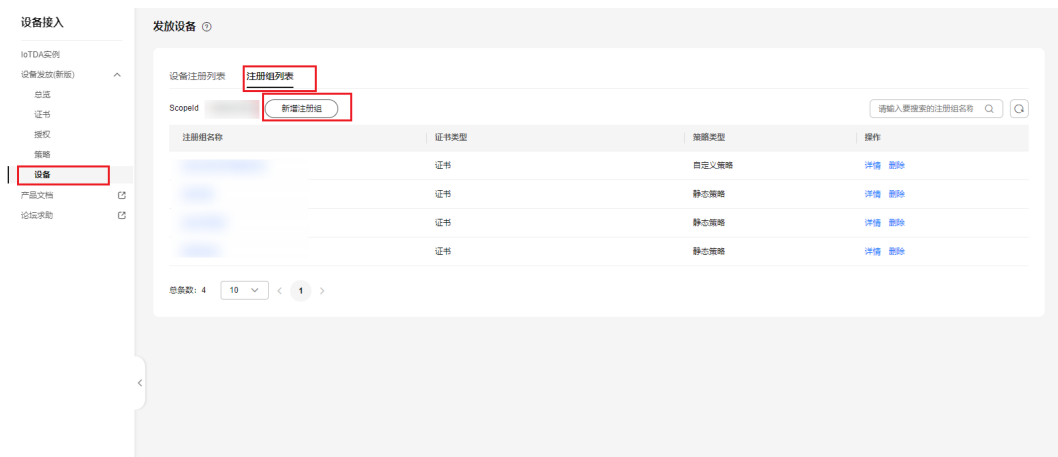 设备接入
IoTDA实例
设备发放(新版)
总览
证书
授权
策略
设备
产品文档
论坛求助
发放设备
设备注册列表 注册组列表
ScopeId 新增注册组 请输入要搜索的注册组名称
注册组名称 证书类型 策略类型 操作
证书 自定义策略 详情 删除
证书 静态策略 详情 删除
证书 静态策略 详情 删除
证书 静态策略 详情 删除
总条数: 4 10 < 1 >